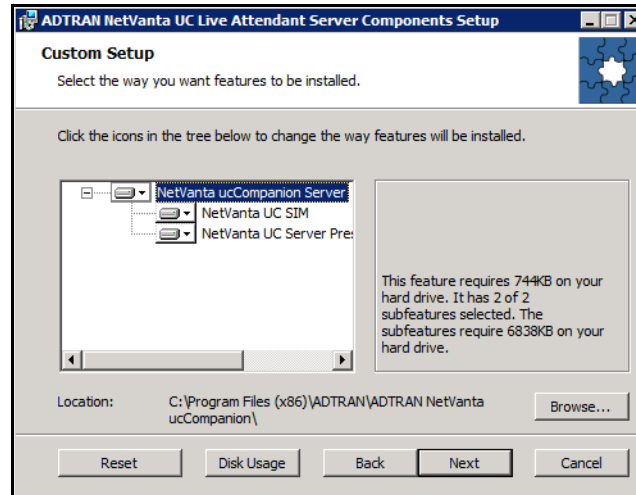 ADTRAN NetVanta UC Live Attendant Server Components Setup
Custom Setup
Select the way you want features to be installed.
Click the icons in the tree below to change the way features will be installed.
NetVanta ucCompanion Server
NetVanta UC SIM
NetVanta UC Server Pres
This feature requires 744KB on your
hard drive. It has 2 of 2
subfeatures selected. The
subfeatures require 6838KB on your
hard drive.
Location:
C:\Program Files (x86)\ADTRAN\ADTRAN NetVanta
ucCompanion\
Browse...
Reset
Disk Usage
Back
Next
Cancel